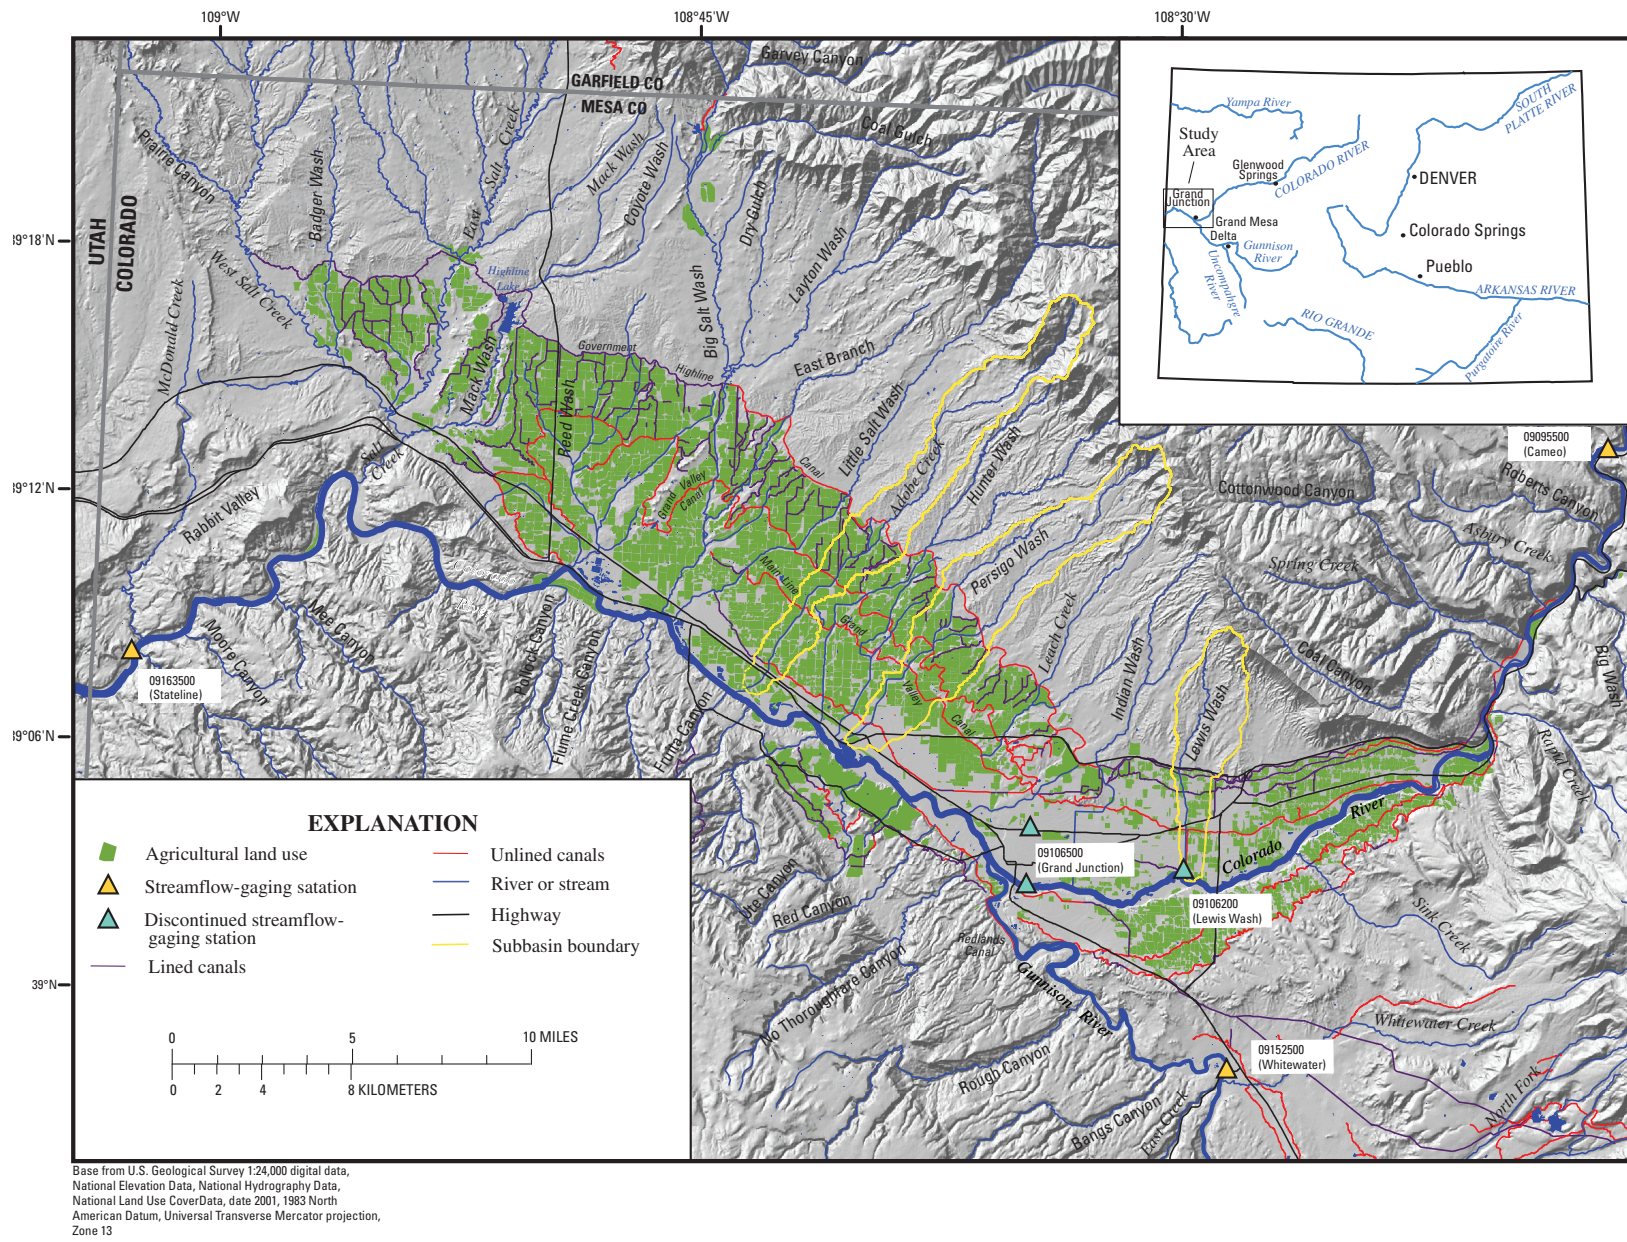 109°W
108°45'W
108°30'W
39°18'N
39°12'N
39°06'N
39°N
GARFIELD CO
MESA CO
UTAH
COLORADO
Garvey Canyon
Coal Gulch
Prairie Canyon
Badger Wash
East Salt Creek
Mack Wash
Coyote Wash
Dry Gulch
Layton Wash
Big Salt Wash
West Salt Creek
McDonald Creek
Highline
Lake
Mack Wash
Reed Wash
Government
Highline
Canal
East Branch
Little Salt Wash
Adobe Creek
Hunter Wash
Persigo Wash
Leach Creek
Indian Wash
Lewis Wash
Salt
Creek
Rabbit Valley
Grand Valley
Canal
Main Line
Grand
Valley
Canal
Colorado
River
Mee Canyon
Moore Canyon
Pollock Canyon
Flume Creek Canyon
Fruita Canyon
09163500
(Stateline)
Cottonwood Canyon
Roberts Canyon
Asbury Creek
Spring Creek
Coal Canyon
Big Wash
Rapid Creek
09095500
(Cameo)
Colorado
River
09106500
(Grand Junction)
09106200
(Lewis Wash)
Sink Creek
Ute Canyon
Red Canyon
Redlands
Canal
No Thoroughfare Canyon
Gunnison
River
Rough Canyon
Bangs Canyon
East Creek
09152500
(Whitewater)
Whitewater Creek
North Fork
Yampa River
SOUTH
PLATTE RIVER
Study
Area
Glenwood
Springs
COLORADO RIVER
DENVER
Grand
Junction
Grand Mesa
Delta
Gunnison
River
Uncompahgre
River
Colorado Springs
Pueblo
ARKANSAS RIVER
RIO GRANDE
Purgatoire River
EXPLANATION
Agricultural land use
Streamflow-gaging satation
Discontinued streamflow-
gaging station
Lined canals
Unlined canals
River or stream
Highway
Subbasin boundary
0 5 10 MILES
0 2 4 8 KILOMETERS
Base from U.S. Geological Survey 1:24,000 digital data,
National Elevation Data, National Hydrography Data,
National Land Use CoverData, date 2001, 1983 North
American Datum, Universal Transverse Mercator projection,
Zone 13